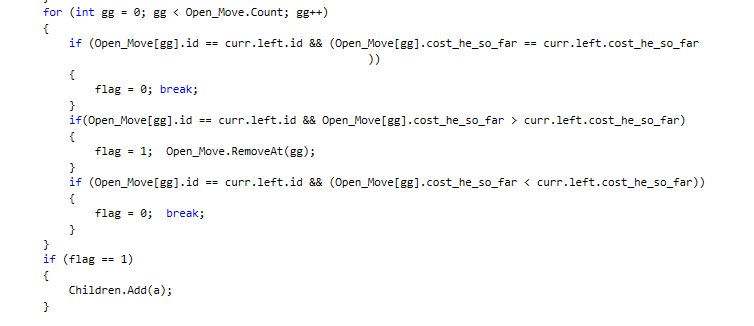 for (int gg = 0; gg < Open_Move.Count; gg++)
{
if (Open_Move[gg].id == curr.left.id && (Open_Move[gg].cost_he_so_far == curr.left.cost_he_so_far
))
{
flag = 0; break;
}
if(Open_Move[gg].id == curr.left.id && Open_Move[gg].cost_he_so_far > curr.left.cost_he_so_far)
{
flag = 1;  Open_Move.RemoveAt(gg);
}
if (Open_Move[gg].id == curr.left.id && (Open_Move[gg].cost_he_so_far < curr.left.cost_he_so_far))
{
flag = 0;  break;
}
}
if (flag == 1)
{
Children.Add(a);
}